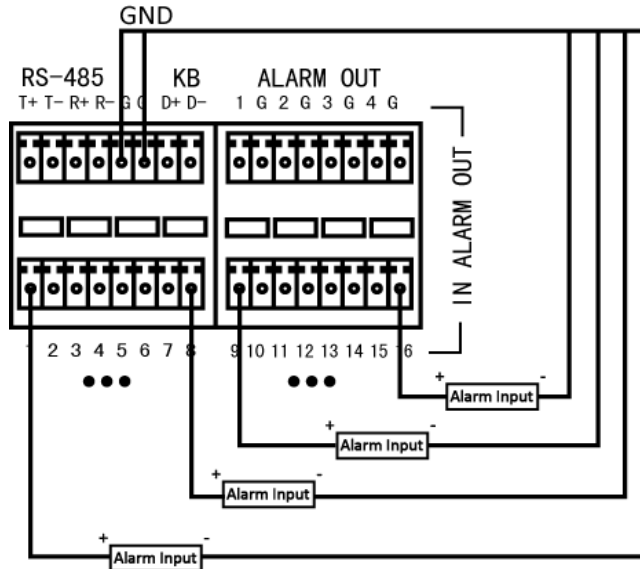 GND
RS-485 KB ALARM OUT
T+ T- R+ R- G G D+ D- 1 G 2 G 3 G 4 G
IN ALARM OUT
1 2 3 4 5 6 7 8 9 10 11 12 13 14 15 16
+ Alarm Input -
+ Alarm Input -
+ Alarm Input -
+ Alarm Input -